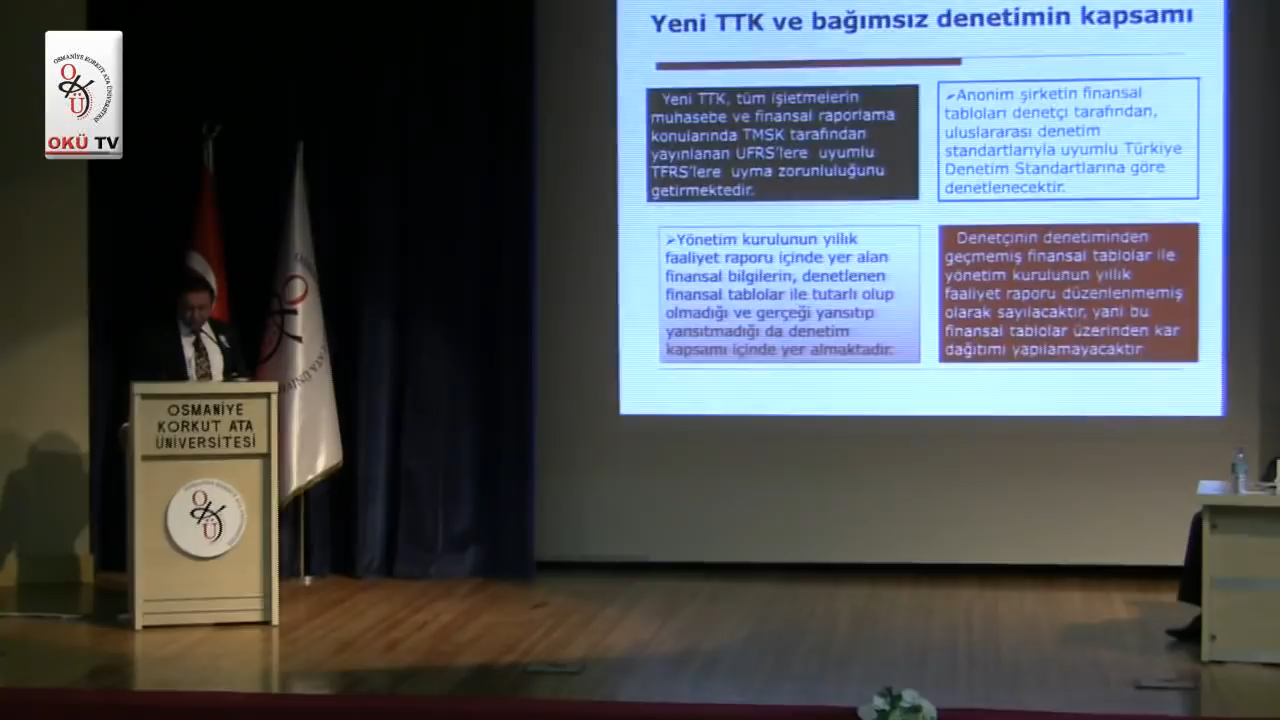 OSMANİYE KORKUT ATA ÜNİVERSİTESİ
OKÜ
OKÜ TV
Yeni TTK ve bağımsız denetimin kapsamı
Yeni TTK, tüm işletmelerin
muhasebe ve finansal raporlama
konularında TMSK tarafından
yayınlanan UFRS'lere uyumlu
TFRS'lere uyma zorunluluğunu
getirmektedir.
➢Anonim şirketin finansal
tabloları denetçi tarafından,
uluslararası denetim
standartlarıyla uyumlu Türkiye
Denetim Standartlarına göre
denetlenecektir.
➢Yönetim kurulunun yıllık
faaliyet raporu içinde yer alan
finansal bilgilerin, denetlenen
finansal tablolar ile tutarlı olup
olmadığı ve gerçeği yansıtıp
yansıtmadığı da denetim
kapsamı içinde yer almaktadır.
Denetçinin denetiminden
geçmemiş finansal tablolar ile
yönetim kurulunun yıllık
faaliyet raporu düzenlenmemiş
olarak sayılacaktır, yani bu
finansal tablolar üzerinden kar
dağıtımı yapılamayacaktır
OSMANİYE
KORKUT ATA
ÜNİVERSİTESİ
OKÜ